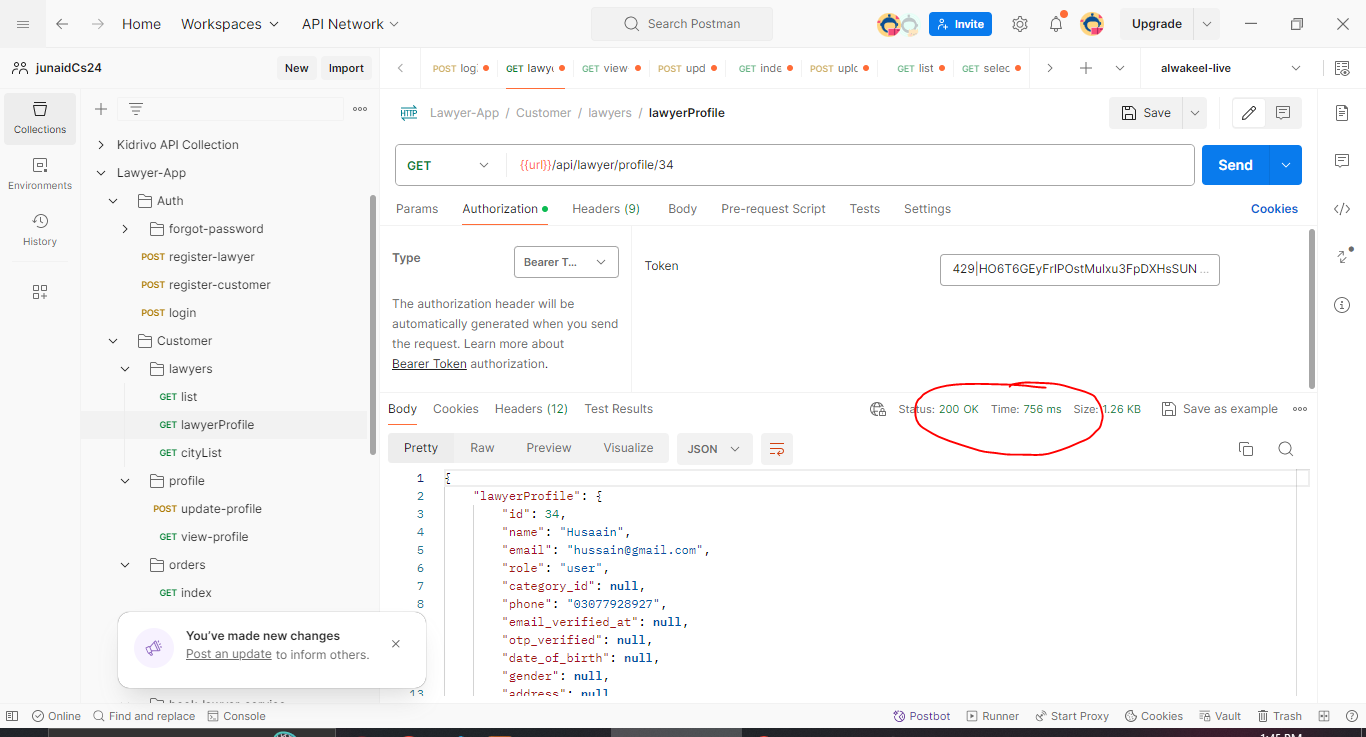 Home Workspaces API Network Search Postman Invite Upgrade
junaidCs24 New Import POST log GET lawye GET view POST upd GET inde POST uplo GET list GET selec alwakeel-live
Collections
Environments
History
Kidrivo API Collection
Lawyer-App
Auth
forgot-password
POST register-lawyer
POST register-customer
POST login
Customer
lawyers
GET list
GET lawyerProfile
GET cityList
profile
POST update-profile
GET view-profile
orders
GET index
You've made new changes
Post an update to inform others.
HTTP Lawyer-App / Customer / lawyers / lawyerProfile Save
GET {{url}}/api/lawyer/profile/34 Send
Params Authorization Headers (9) Body Pre-request Script Tests Settings Cookies
Type Bearer T...
The authorization header will be
automatically generated when you send
the request. Learn more about
Bearer Token authorization.
Token 429|HO6T6GEyFrIPOstMulxu3FpDXHsSUN ...
Body Cookies Headers (12) Test Results Status: 200 OK Time: 756 ms Size: 1.26 KB Save as example
Pretty Raw Preview Visualize JSON
1 {
2 "lawyerProfile": {
3 "id": 34,
4 "name": "Husaain",
5 "email": "hussain@gmail.com",
6 "role": "user",
7 "category_id": null,
8 "phone": "03077928927",
"email_verified_at": null,
"otp_verified": null,
"date_of_birth": null,
"gender": null,
13 "address": null
Online Find and replace Console Postbot Runner Start Proxy Cookies Vault Trash
1:45 PM